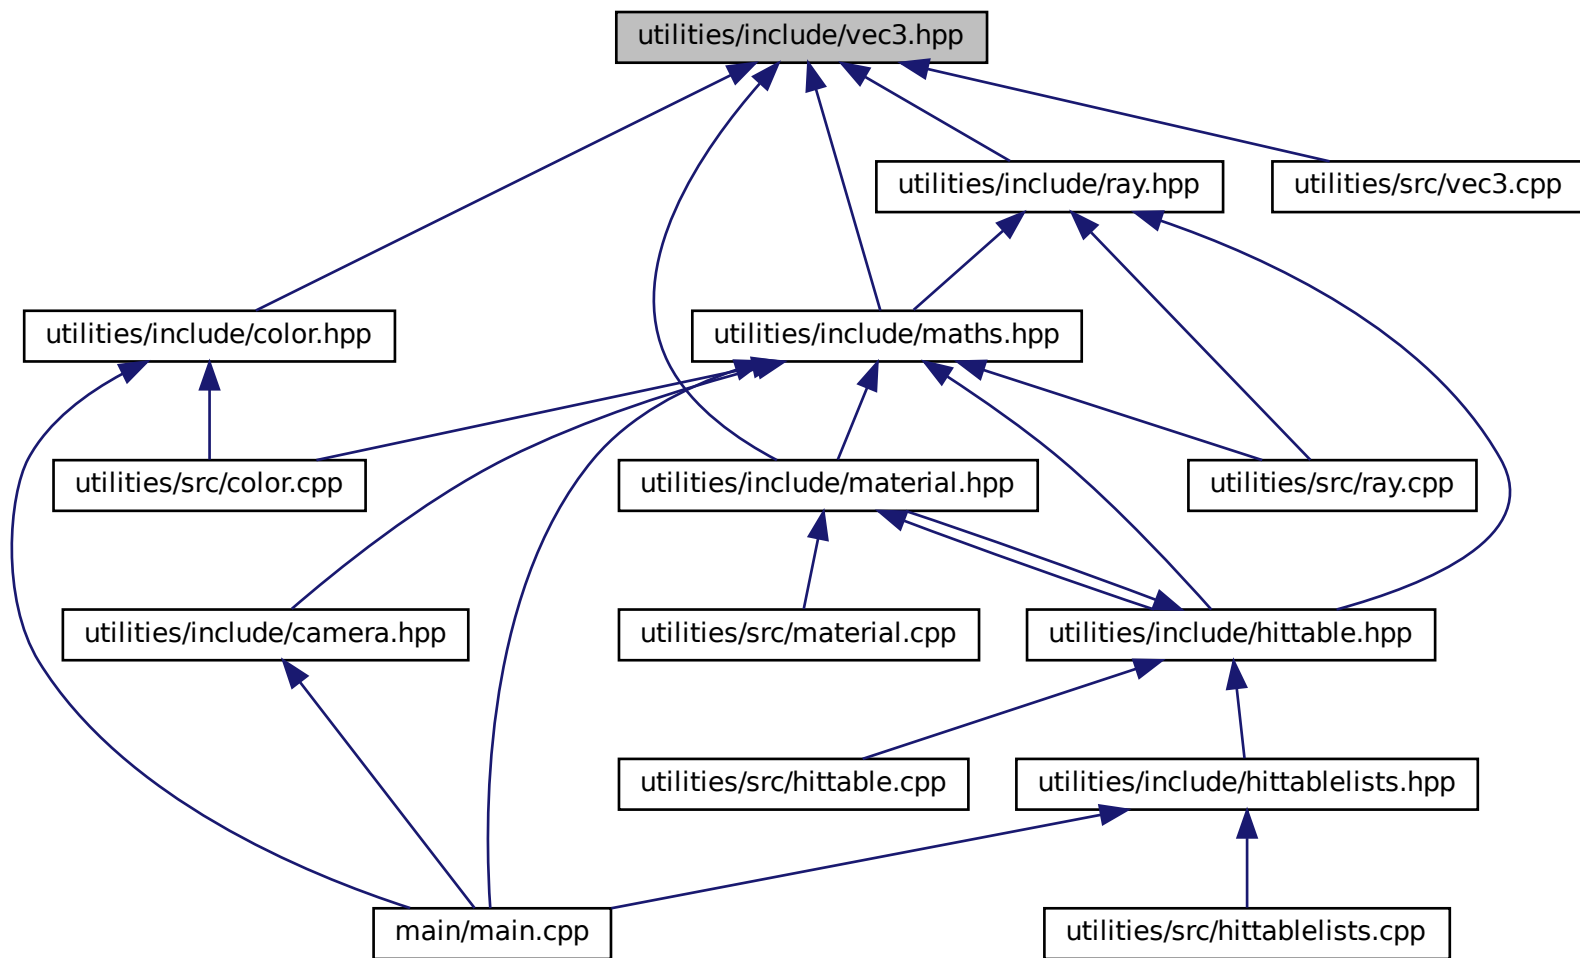 utilities/include/vec3.hpp
utilities/include/ray.hpp
utilities/src/vec3.cpp
utilities/include/color.hpp
utilities/include/maths.hpp
utilities/src/color.cpp
utilities/include/material.hpp
utilities/src/ray.cpp
utilities/include/camera.hpp
utilities/src/material.cpp
utilities/include/hittable.hpp
utilities/src/hittable.cpp
utilities/include/hittablelists.hpp
main/main.cpp
utilities/src/hittablelists.cpp